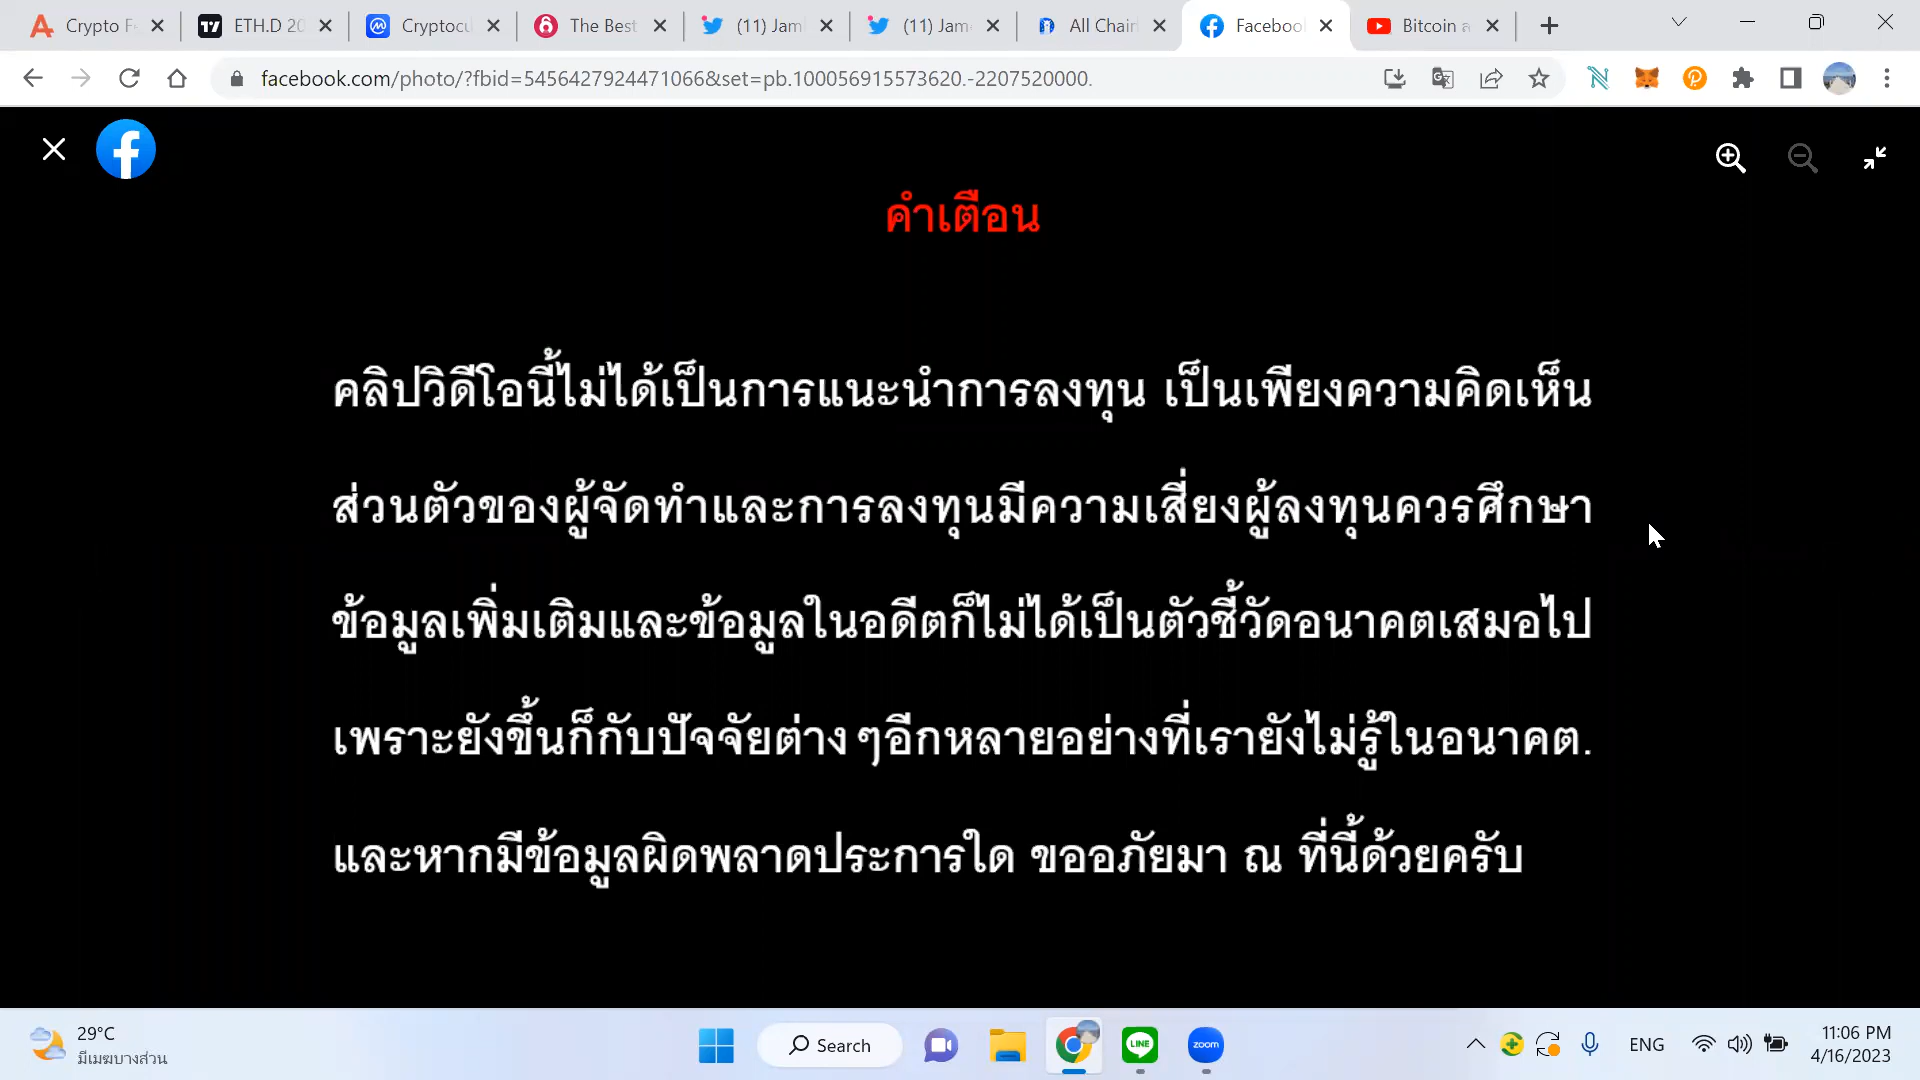 Crypto F
ETH.D 20
Cryptocu
The Best
(11) Jam
(11) Jam
All Chain
Facebook
Bitcoin ล
facebook.com/photo/?fbid=5456427924471066&set=pb.100056915573620.-2207520000.
คำเตือน
คลิปวิดีโอนี้ไม่ได้เป็นการแนะนำการลงทุน เป็นเพียงความคิดเห็น
ส่วนตัวของผู้จัดทำและการลงทุนมีความเสี่ยงผู้ลงทุนควรศึกษา
ข้อมูลเพิ่มเติมและข้อมูลในอดีตก็ไม่ได้เป็นตัวชี้วัดอนาคตเสมอไป
เพราะยังขึ้นก็กับปัจจัยต่าง ๆอีกหลายอย่างที่เรายังไม่รู้ในอนาคต.
และหากมีข้อมูลผิดพลาดประการใด ขออภัยมา ณ ที่นี้ด้วยครับ
29°C
มีเมฆบางส่วน
Search
LINE
zoom
ENG
11:06 PM
4/16/2023